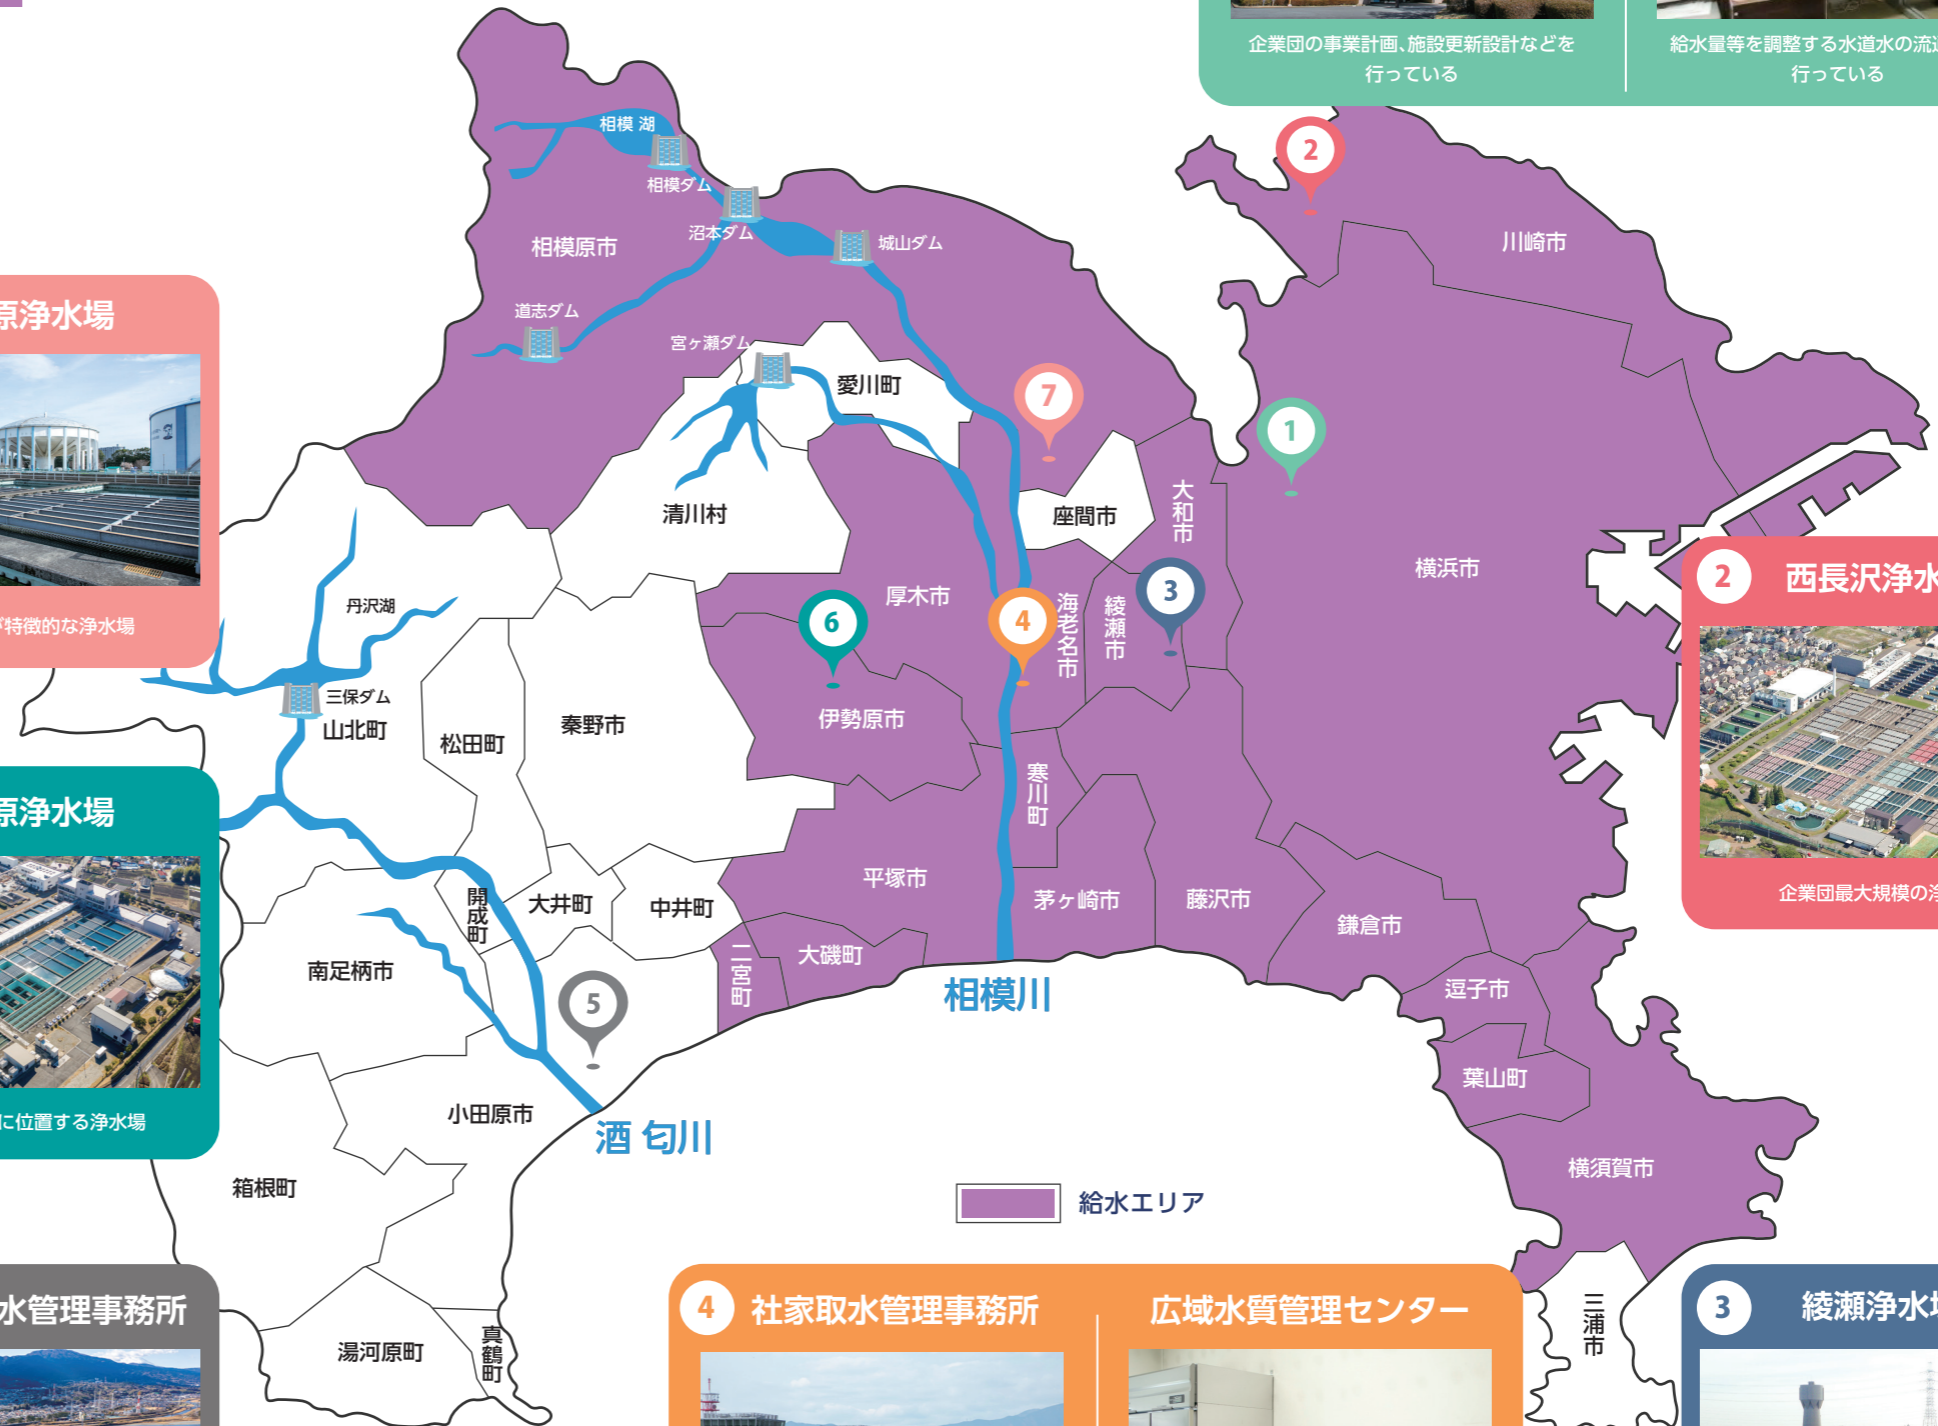 企業団の事業計画、施設更新設計などを
行っている
給水量等を調整する水道水の流
行っている
相模 湖
相模ダム
沼本ダム
城山ダム
相模原市
道志ダム
宮ヶ瀬ダム
愛川町
2
川崎市
7
1
原浄水場
が特徴的な浄水場
清川村
座間市
大和市
横浜市
丹沢湖
三保ダム
山北町
松田町
秦野市
厚木市
6
伊勢原市
4
海老名市
綾瀬市
3
2 西長沢浄水
企業団最大規模の浄
原浄水場
に位置する浄水場
寒川町
平塚市
茅ヶ崎市
藤沢市
鎌倉市
開成町
大井町
中井町
二宮町
大磯町
南足柄市
5
相模川
逗子市
葉山町
横須賀市
小田原市
酒 匂川
箱根町
給水エリア
三浦市
湯河原町
真鶴町
水管理事務所
4 社家取水管理事務所
広域水質管理センター
3 綾瀬浄水場